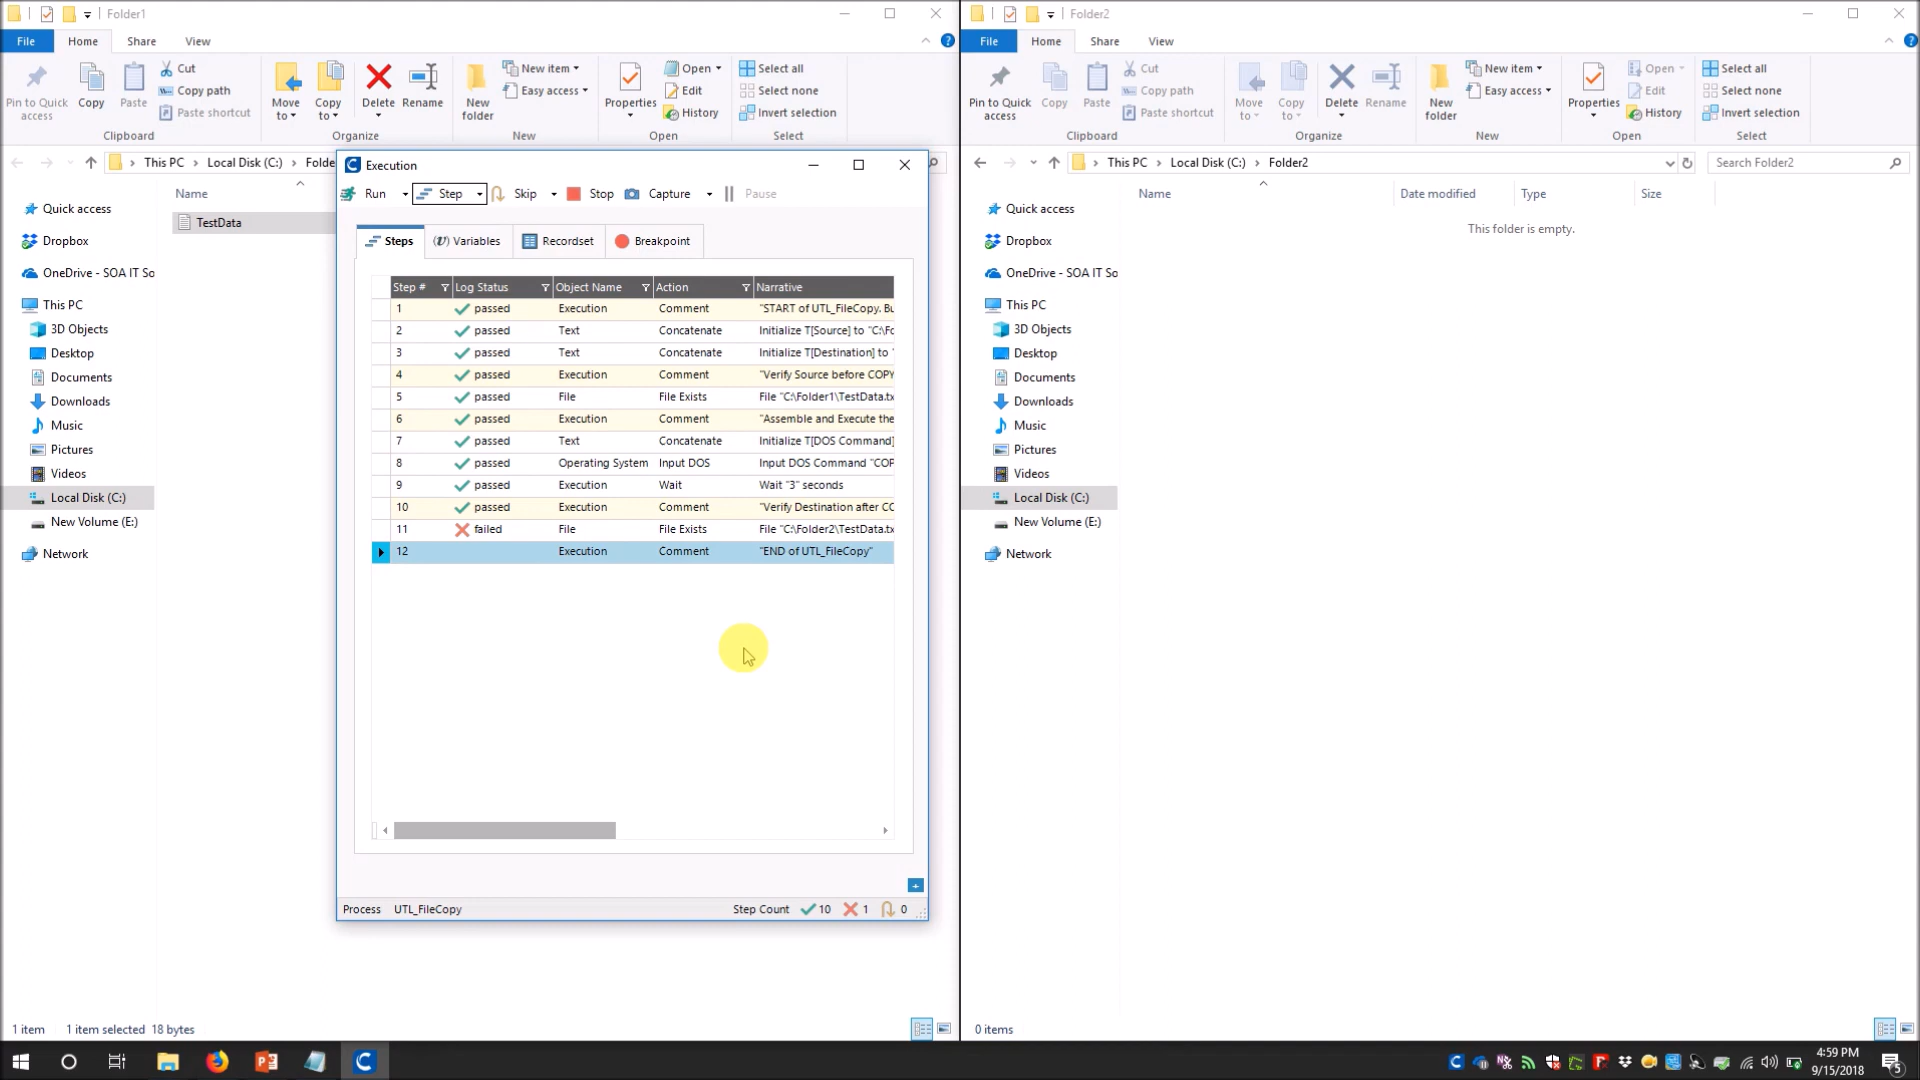 Folder1
File Home Share View
Pin to Quick access
Copy
Paste
Cut
Copy path
Paste shortcut
Clipboard
Move to
Copy to
Delete
Rename
Organize
New folder
New item
Easy access
New
Properties
Open
Edit
History
Open
Select all
Select none
Invert selection
Select
This PC > Local Disk (C:) > Folde
Name
TestData
Quick access
Dropbox
OneDrive - SOA IT So
This PC
3D Objects
Desktop
Documents
Downloads
Music
Pictures
Videos
Local Disk (C:)
New Volume (E:)
Network
1 item 1 item selected 18 bytes
Execution
Run Step Skip Stop Capture Pause
Steps (v) Variables Recordset Breakpoint
Step # Log Status Object Name Action Narrative
1 passed Execution Comment "START of UTL_FileCopy. Bu
2 passed Text Concatenate Initialize T[Source] to "C:\Fo
3 passed Text Concatenate Initialize T[Destination] to "
4 passed Execution Comment "Verify Source before COPY
5 passed File File Exists File "C:\Folder1\TestData.tx
6 passed Execution Comment "Assemble and Execute the
7 passed Text Concatenate Initialize T[DOS Command]
8 passed Operating System Input DOS Input DOS Command "COP
9 passed Execution Wait Wait "3" seconds
10 passed Execution Comment "Verify Destination after CO
11 failed File File Exists File "C:\Folder2\TestData.tx
12 Execution Comment "END of UTL_FileCopy"
Process UTL_FileCopy Step Count 10 1 0
Folder2
File Home Share View
Pin to Quick access
Copy
Paste
Cut
Copy path
Paste shortcut
Clipboard
Move to
Copy to
Delete
Rename
Organize
New folder
New item
Easy access
New
Properties
Open
Edit
History
Open
Select all
Select none
Invert selection
Select
This PC > Local Disk (C:) > Folder2
Search Folder2
Name Date modified Type Size
This folder is empty.
Quick access
Dropbox
OneDrive - SOA IT So
This PC
3D Objects
Desktop
Documents
Downloads
Music
Pictures
Videos
Local Disk (C:)
New Volume (E:)
Network
0 items
4:59 PM
9/15/2018
5